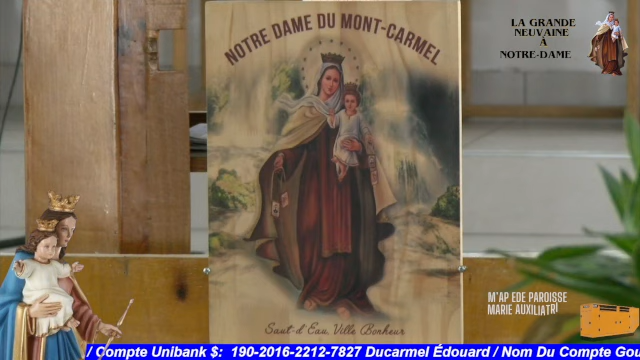 NOTRE DAME DU MONT-CARMEL
LA GRANDE
NEUVAINE
À
NOTRE-DAME
Saut-d'Eau, Ville Bonheur
M'AP EDE PAROISSE
MARIE AUXILIATRI
/ Compte Unibank $: 190-2016-2212-7827 Ducarmel Édouard / Nom Du Compte Go